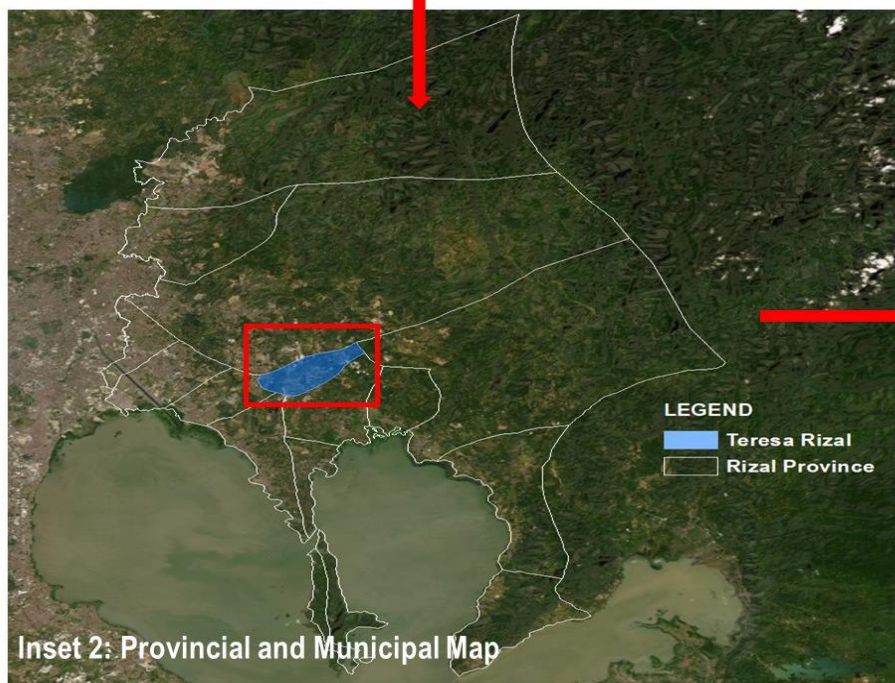 LEGEND
Teresa Rizal
Rizal Province
Inset 2: Provincial and Municipal Map